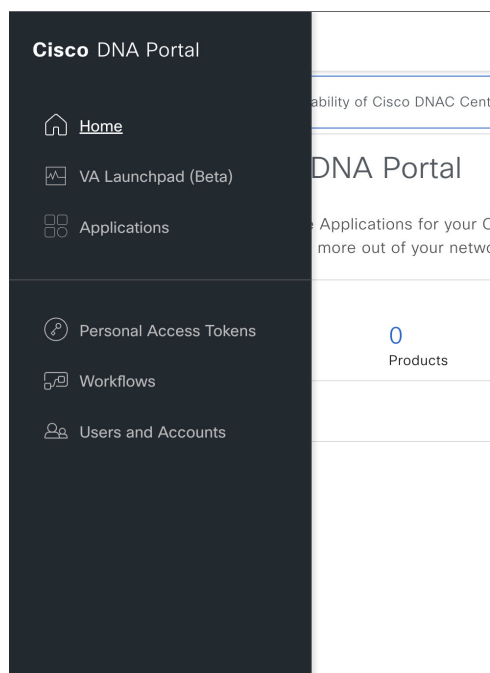 Cisco DNA Portal
Home
VA Launchpad (Beta)
Applications
Personal Access Tokens
Workflows
Users and Accounts
ability of Cisco DNAC Cent
DNA Portal
Applications for your C
more out of your netwo
0
Products